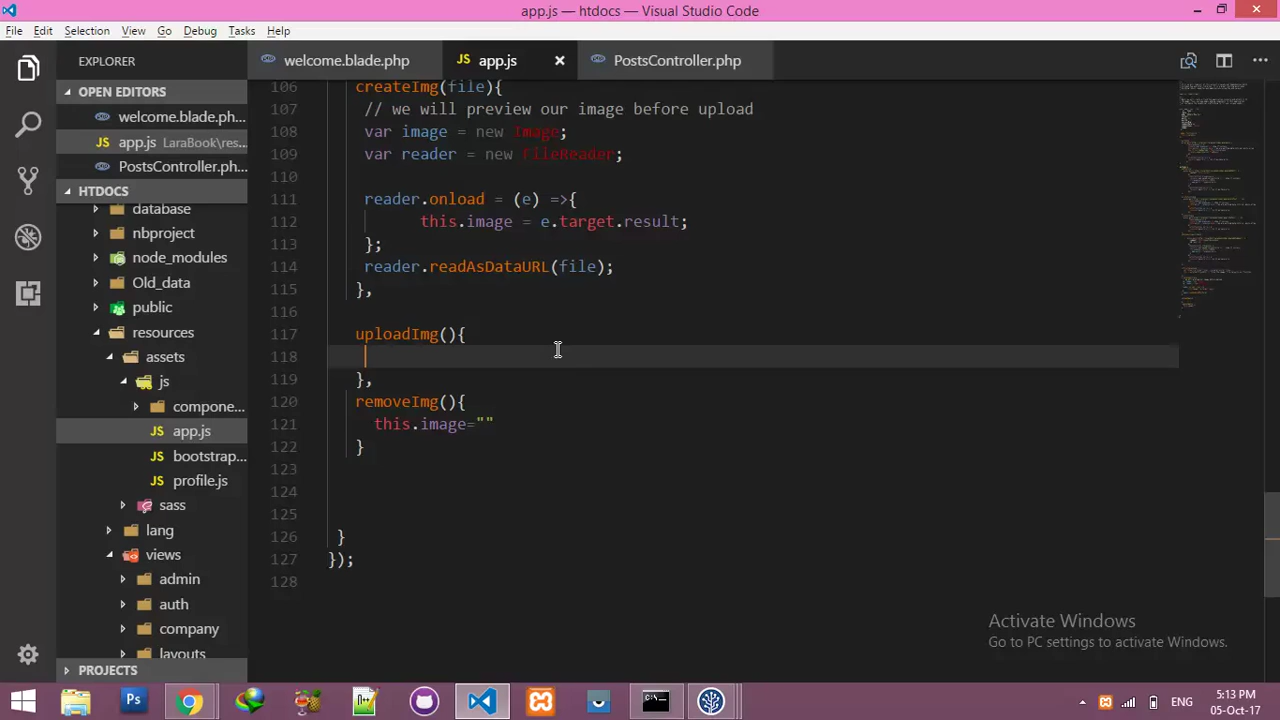 app.js — htdocs — Visual Studio Code
File Edit Selection View Go Debug Tasks Help
EXPLORER
welcome.blade.php
JS app.js
PostsController.php
OPEN EDITORS
welcome.blade.ph...
JS app.js LaraBook\res...
PostsController.ph...
HTDOCS
database
nbproject
node_modules
Old_data
public
resources
assets
js
compone...
JS app.js
JS bootstrap...
JS profile.js
sass
lang
views
admin
auth
company
layouts
PROJECTS
106 createImg(file){
107 // we will preview our image before upload
108 var image = new Image;
109 var reader = new fileReader;
110
111 reader.onload = (e) =>{
112 this.image = e.target.result;
113 };
114 reader.readAsDataURL(file);
115 },
116
117 uploadImg(){
118
119 },
120 removeImg(){
121 this.image=""
122 }
123
124
125
126 }
127 });
128
Activate Windows
Go to PC settings to activate Windows.
Ps
ENG
5:13 PM
05-Oct-17